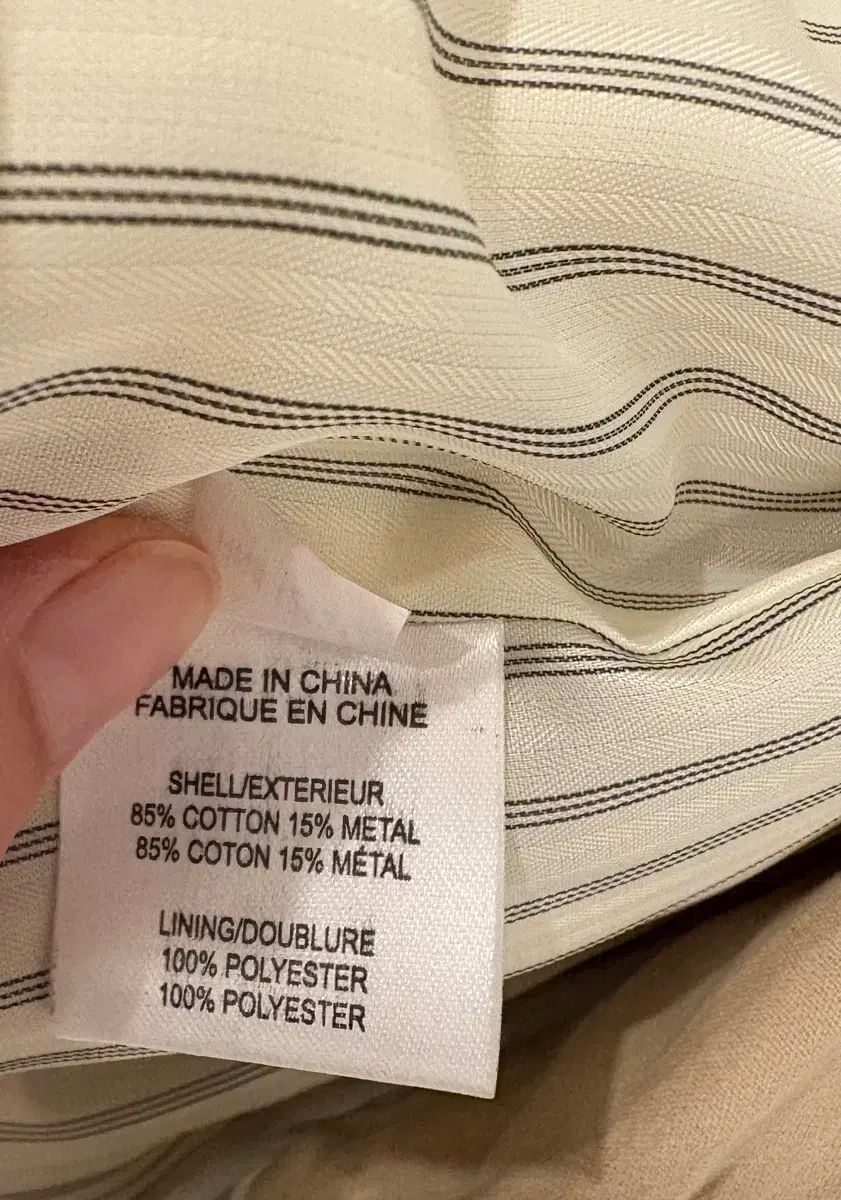 MADE IN CHINA
FABRIQUE EN CHINE
SHELL/EXTERIEUR
85% COTTON 15% METAL
85% COTON 15% MÉTAL
LINING/DOUBLURE
100% POLYESTER
100% POLYESTER